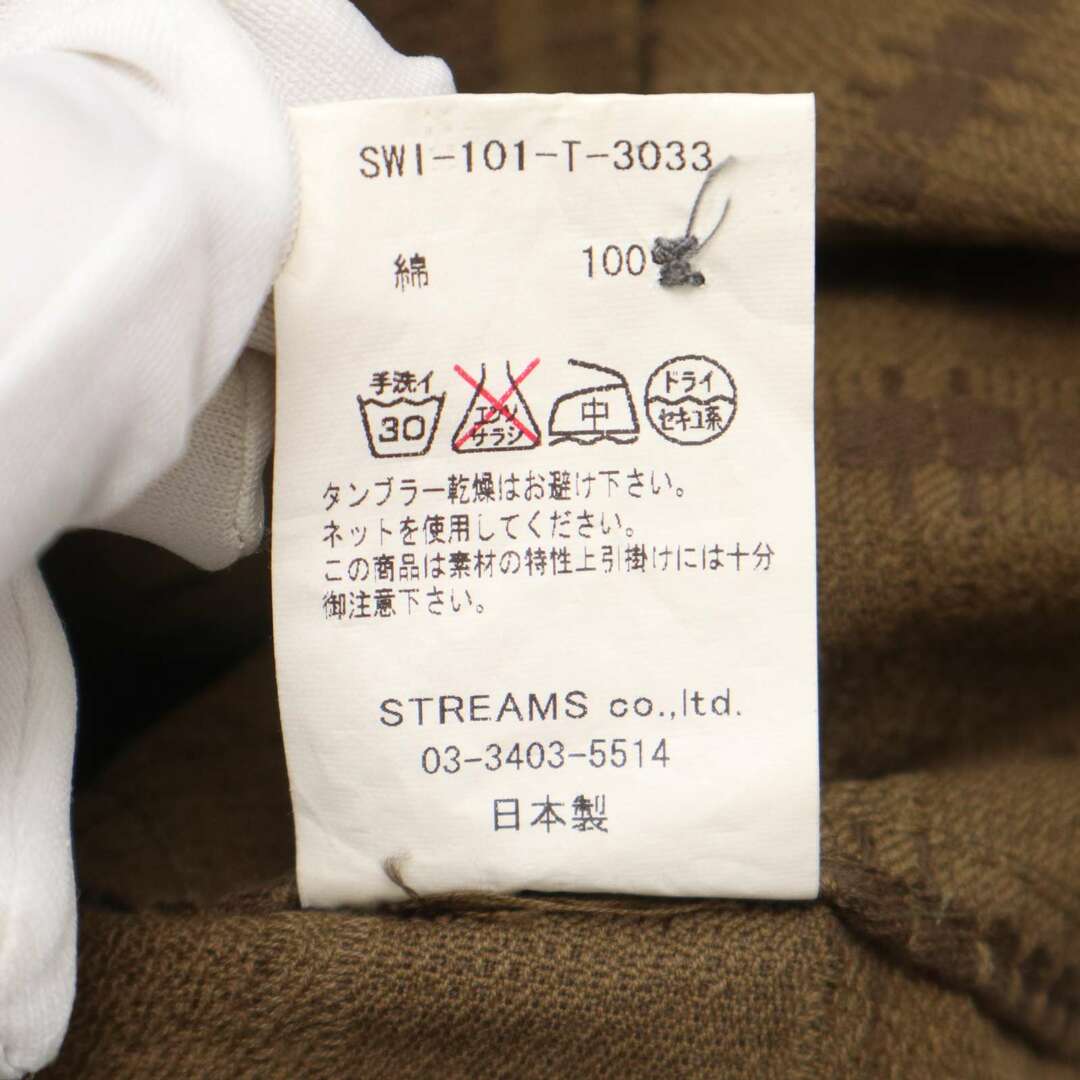 SWI-101-T-3033
綿 100
手洗イ
30
エンソ
サラシ
中
ドライ
セキユ系
タンブラー乾燥はお避け下さい。
ネットを使用してください。
この商品は素材の特性上引掛けには十分
御注意下さい。
STREAMS co.,ltd.
03-3403-5514
日本製